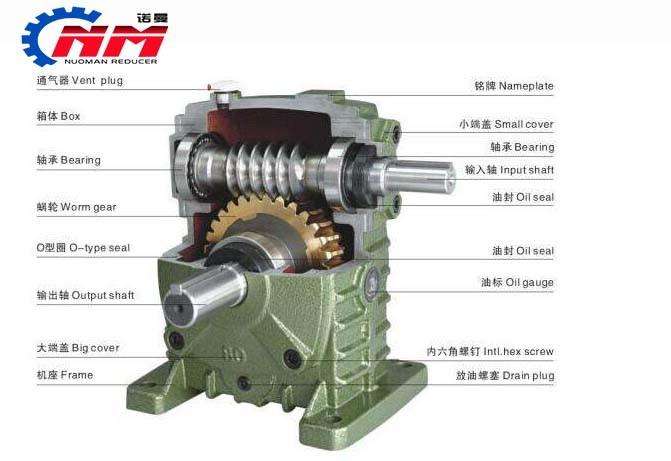 诺曼
NM
NUOMAN REDUCER
通气器 Vent plug
箱体 Box
轴承 Bearing
蜗轮 Worm gear
O型圈 O-type seal
输出轴 Output shaft
大端盖 Big cover
机座 Frame
铭牌 Nameplate
小端盖 Small cover
轴承 Bearing
输入轴 Input shaft
油封 Oil seal
油封 Oil seal
油标 Oil gauge
内六角螺钉 Intl.hex screw
放油螺塞 Drain plug